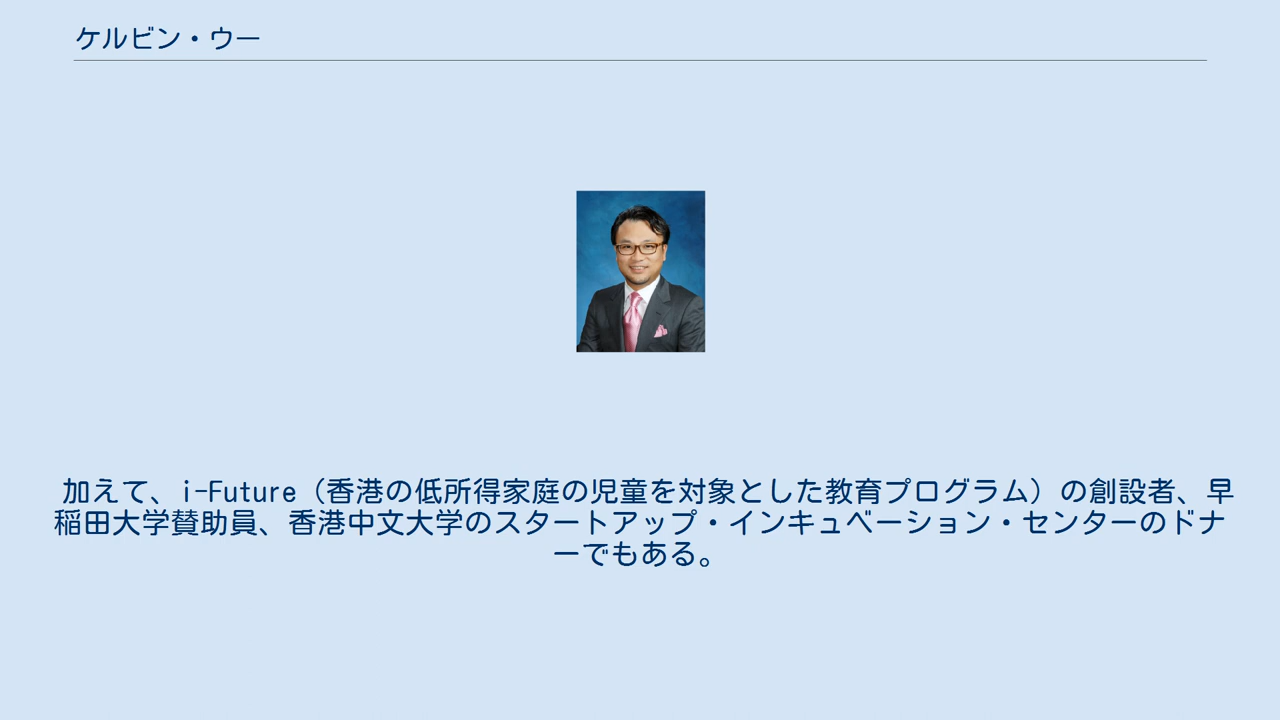 ケルビン・ウー
加えて、i-Future（香港の低所得家庭の児童を対象とした教育プログラム）の創設者、早
稲田大学賛助員、香港中文大学のスタートアップ・インキュベーション・センターのドナ
ーでもある。